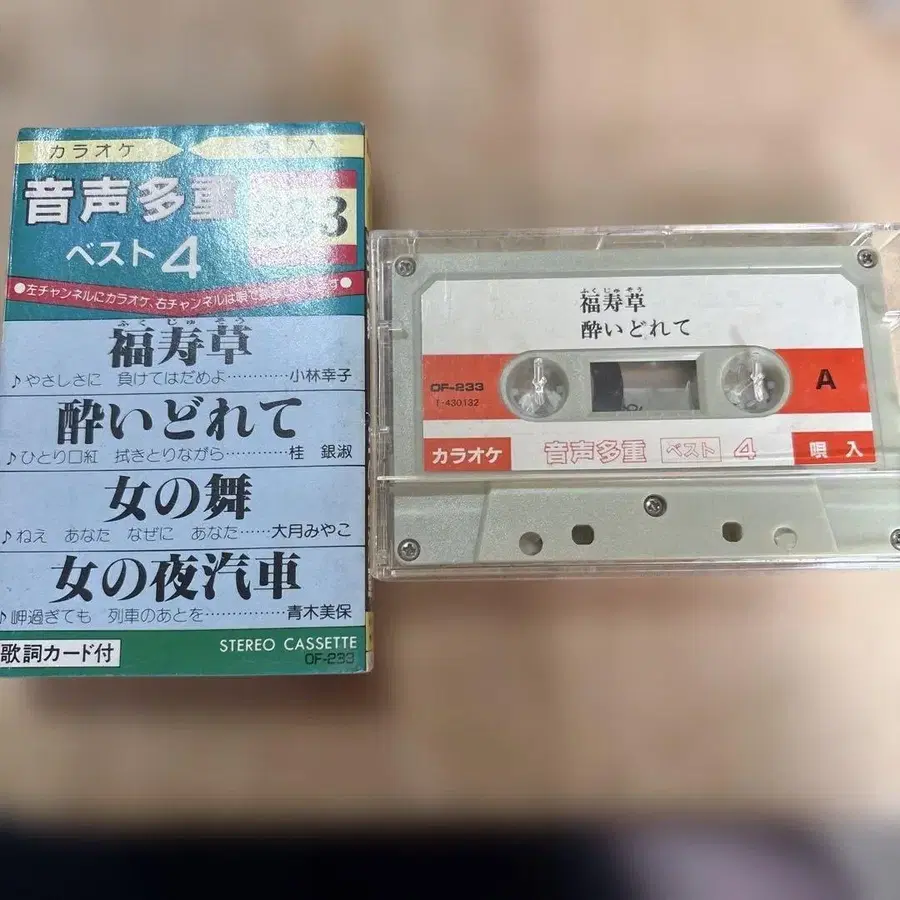 カラオケ
唄 入
音声多重
233
ベスト4
●左チャンネルにカラオケ、右チャンネルは唄
ふくじゅそう
福寿草
♪やさしさに 負けてはだめよ…………小林幸子
酔いどれて
♪ひとり口紅 拭きとりながら…………桂 銀淑
女の舞
♪ねえ あなた なぜに あなた……大月みやこ
女の夜汽車
♪岬過ぎても 列車のあとを……………青木美保
歌詞カード付
STEREO CASSETTE
OF-233
ふくじゅそう
福寿草
酔いどれて
OF-233
T-430132
A
カラオケ
音声多重
ベスト
4
唄 入